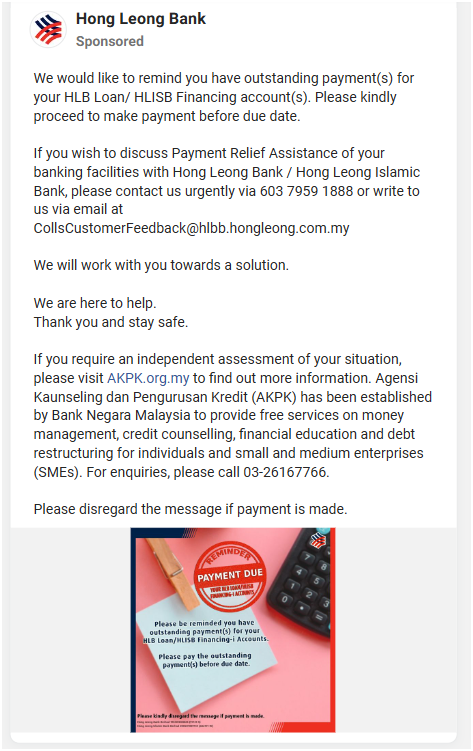 Hong Leong Bank
Sponsored
We would like to remind you have outstanding payment(s) for
your HLB Loan/ HLISB Financing account(s). Please kindly
proceed to make payment before due date.
If you wish to discuss Payment Relief Assistance of your
banking facilities with Hong Leong Bank / Hong Leong Islamic
Bank, please contact us urgently via 603 7959 1888 or write to
us via email at
CollsCustomerFeedback@hlbb.hongleong.com.my
We will work with you towards a solution.
We are here to help.
Thank you and stay safe.
If you require an independent assessment of your situation,
please visit AKPK.org.my to find out more information. Agensi
Kaunseling dan Pengurusan Kredit (AKPK) has been established
by Bank Negara Malaysia to provide free services on money
management, credit counselling, financial education and debt
restructuring for individuals and small and medium enterprises
(SMEs). For enquiries, please call 03-26167766.
Please disregard the message if payment is made.
REMINDER
PAYMENT DUE
YOUR HLB LOAN/HLISB
FINANCING-i ACCOUNTS
Please be reminded you have
outstanding payment(s) for your
HLB Loan/HLISB Financing-i Accounts.
Please pay the outstanding
payment(s) before due date.
Please kindly disregard the message if payment is made.